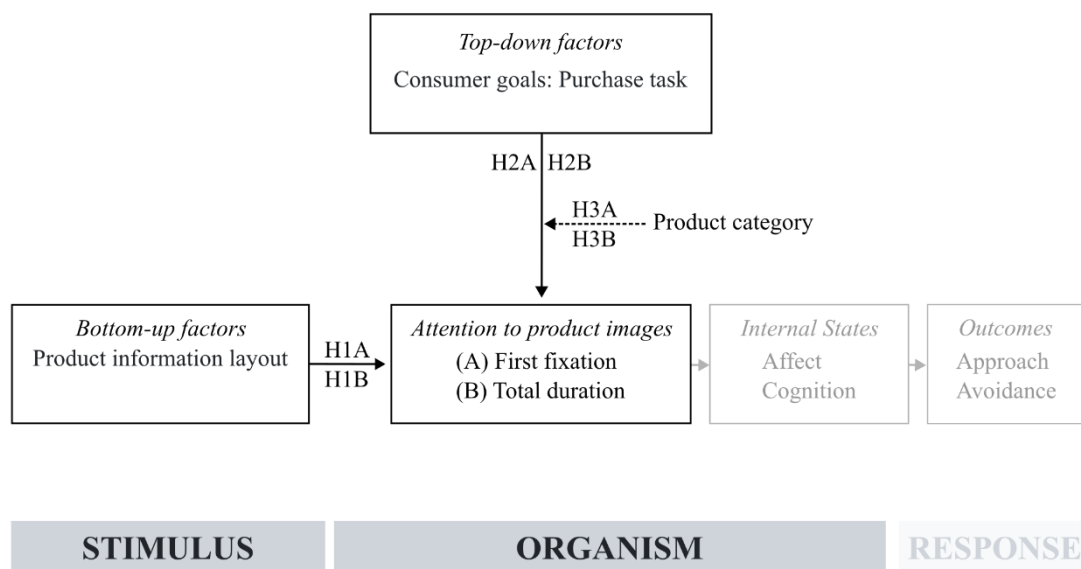 Top-down factors
Consumer goals: Purchase task
H2A H2B
H3A
H3B
Product category
Bottom-up factors
Product information layout
H1A
H1B
Attention to product images
(A) First fixation
(B) Total duration
Internal States
Affect
Cognition
Outcomes
Approach
Avoidance
STIMULUS
ORGANISM
RESPONSE